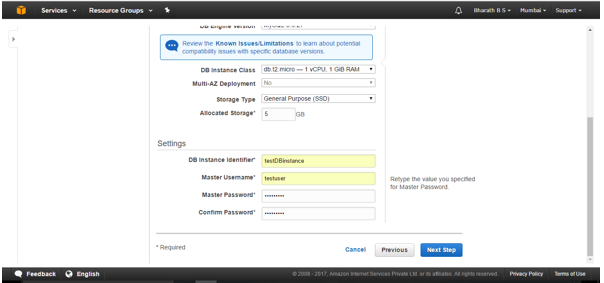 Services Resource Groups Bharath B S Mumbai Support
DB Engine Version
Review the Known Issues/Limitations to learn about potential
compatibility issues with specific database versions.
DB Instance Class db.t2.micro — 1 vCPU, 1 GiB RAM
Multi-AZ Deployment No
Storage Type General Purpose (SSD)
Allocated Storage* 5 GB
Settings
DB Instance Identifier* testDBinstance
Master Username* testuser
Retype the value you specified
for Master Password.
Master Password* •••••••••
Confirm Password* •••••••••
* Required
Cancel Previous Next Step
Feedback English © 2008 - 2017, Amazon Internet Services Private Ltd. or its affiliates. All rights reserved. Privacy Policy Terms of Use